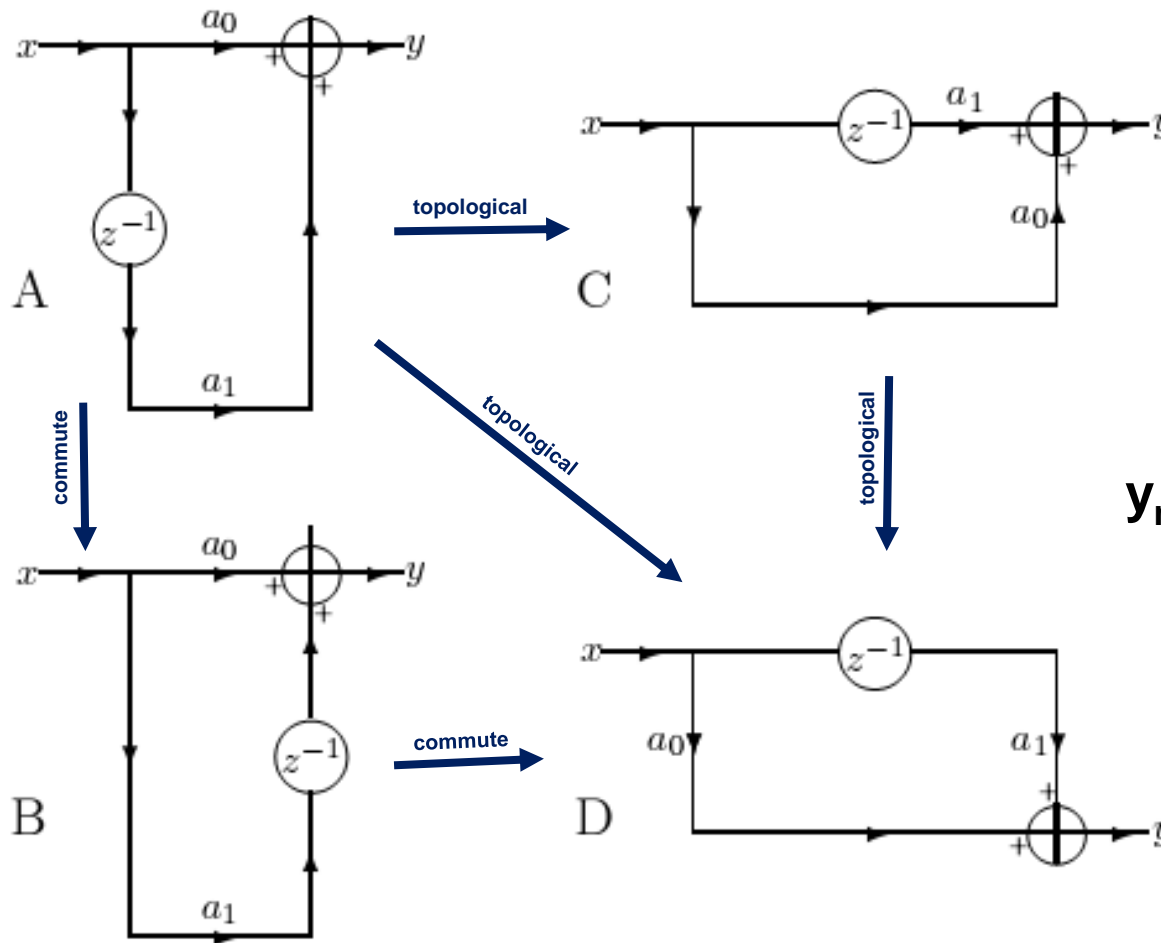 a₀
x y
+
+
z⁻¹
A
a₁
topological
a₁
x z⁻¹ y
+
+
a₀
C
commute
topological
topological
a₀
x y
+
+
z⁻¹
B
a₁
commute
x z⁻¹
a₀ a₁
+
D
+ y
y